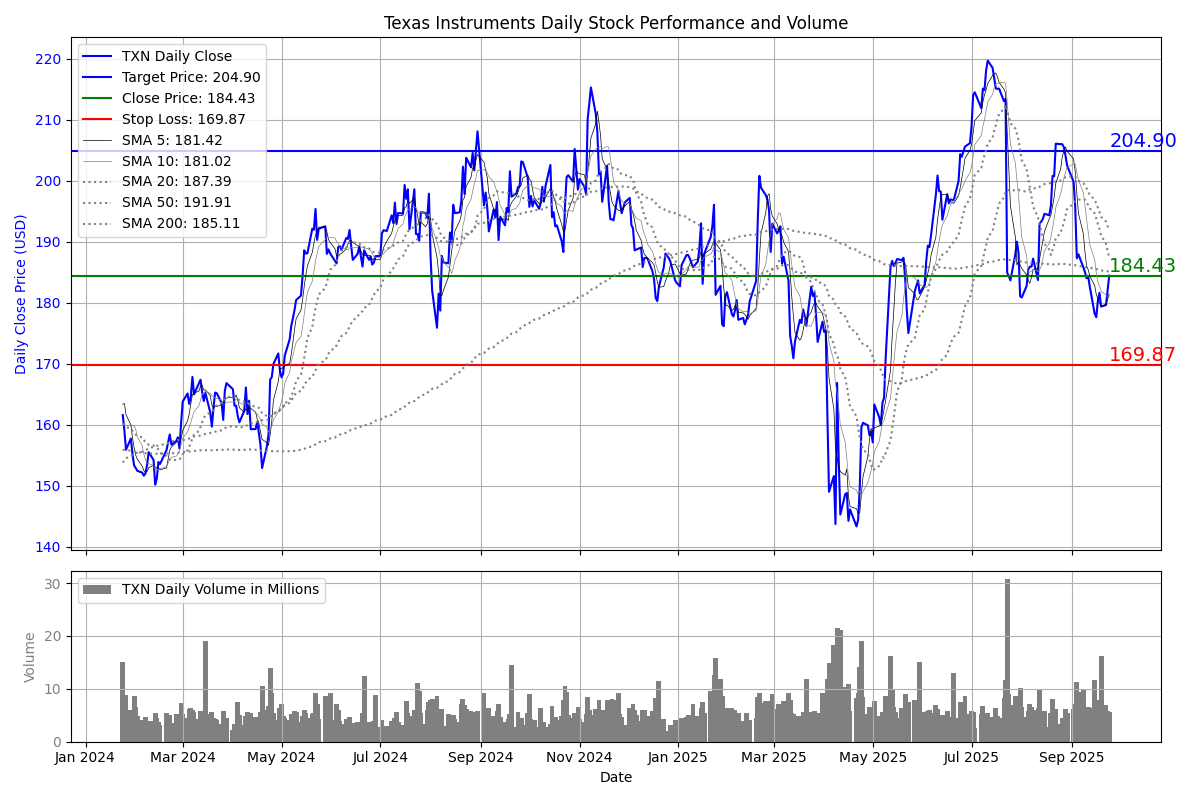 Texas Instruments Daily Stock Performance and Volume
TXN Daily Close
Target Price: 204.90
Close Price: 184.43
Stop Loss: 169.87
SMA 5: 181.42
SMA 10: 181.02
SMA 20: 187.39
SMA 50: 191.91
SMA 200: 185.11
Daily Close Price (USD)
220
210
200
190
180
170
160
150
140
204.90
184.43
169.87
TXN Daily Volume in Millions
Volume
30
20
10
0
Jan 2024 Mar 2024 May 2024 Jul 2024 Sep 2024 Nov 2024 Jan 2025 Mar 2025 May 2025 Jul 2025 Sep 2025
Date